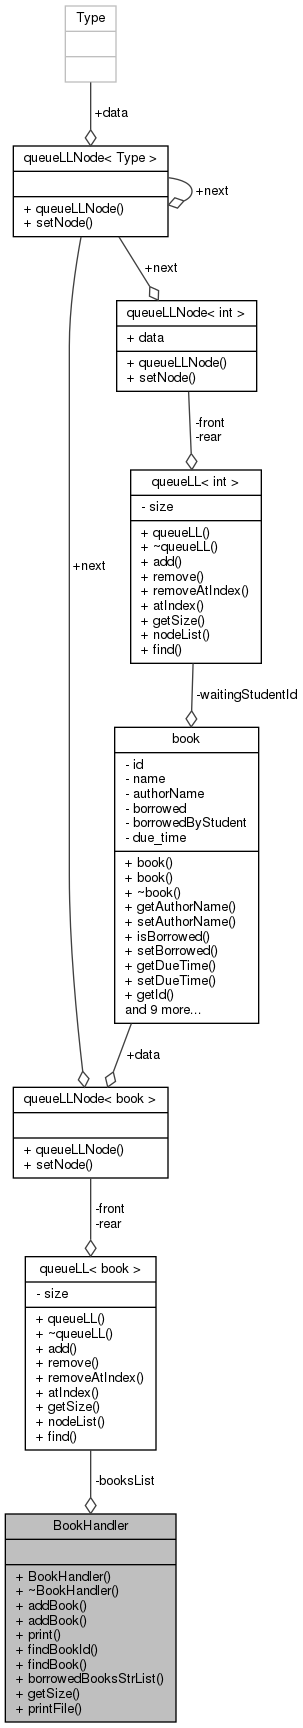 Type
+data
queueLLNode< Type >
+ queueLLNode()
+ setNode()
+next
+next
queueLLNode< int >
+ data
+ queueLLNode()
+ setNode()
-front
-rear
queueLL< int >
- size
+ queueLL()
+ ~queueLL()
+ add()
+ remove()
+ removeAtIndex()
+ atIndex()
+ getSize()
+ nodeList()
+ find()
+next
-waitingStudentId
book
- id
- name
- authorName
- borrowed
- borrowedByStudent
- due_time
+ book()
+ book()
+ ~book()
+ getAuthorName()
+ setAuthorName()
+ isBorrowed()
+ setBorrowed()
+ getDueTime()
+ setDueTime()
+ getId()
and 9 more...
+data
queueLLNode< book >
+ queueLLNode()
+ setNode()
-front
-rear
queueLL< book >
- size
+ queueLL()
+ ~queueLL()
+ add()
+ remove()
+ removeAtIndex()
+ atIndex()
+ getSize()
+ nodeList()
+ find()
-booksList
BookHandler
+ BookHandler()
+ ~BookHandler()
+ addBook()
+ addBook()
+ print()
+ findBookId()
+ findBook()
+ borrowedBooksStrList()
+ getSize()
+ printFile()